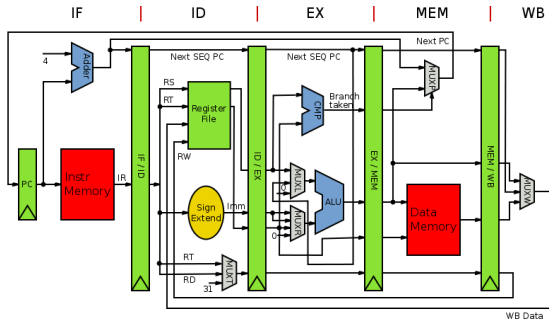 IF | ID | EX | MEM | WB
Next PC
4
Adder
Next SEQ PC
Next SEQ PC
MUXP
RS
RT
Register
File
CMP
Branch
taken
RW
PC
Instr
Memory
IR
IF / ID
ID / EX
EX / MEM
MEM / WB
MUXL
0
ALU
MUXW
Sign
Extend
Imm
MUXR
0
Data
Memory
RT
RD
MUXT
31
WB Data